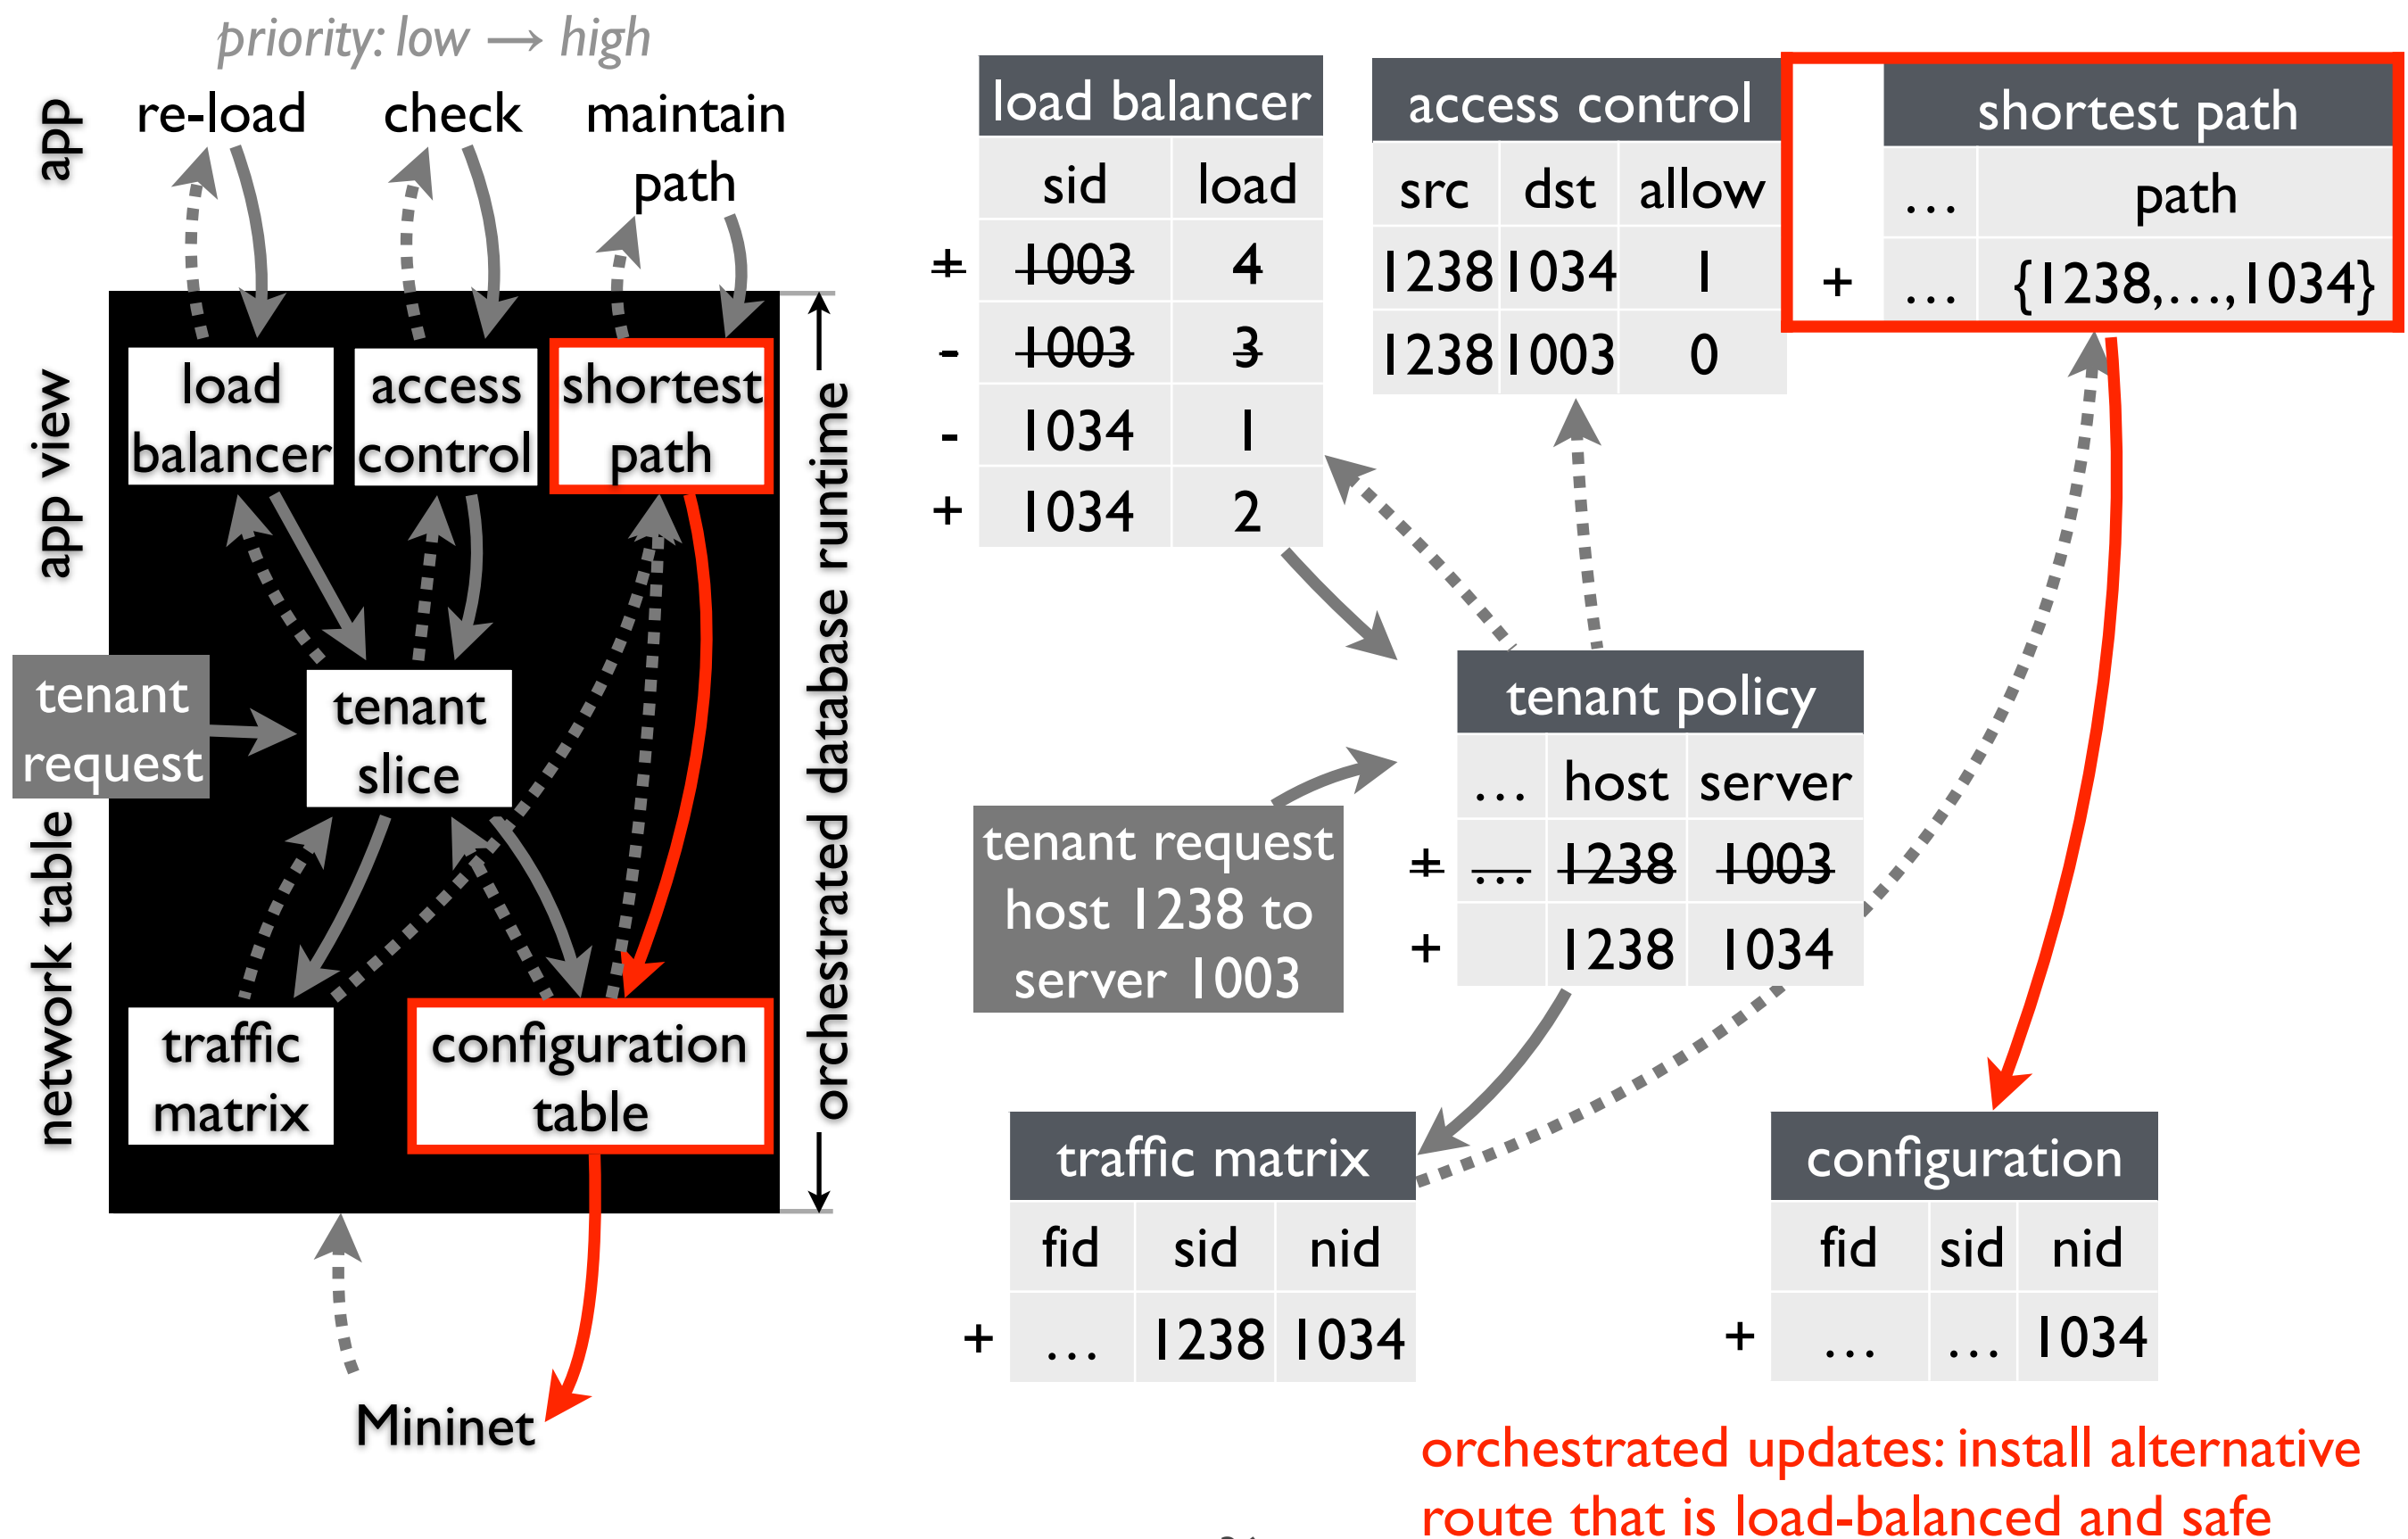 priority: low → high
app
re-load
check
maintain
path
app view
load
balancer
access
control
shortest
path
tenant
request
tenant
slice
network table
traffic
matrix
configuration
table
orchestrated database runtime
Mininet
load balancer
sid load
+ 1003 4
- 1003 3
- 1034 1
+ 1034 2
access control
src dst allow
1238 1034 1
1238 1003 0
shortest path
... path
+ ... {1238,...,1034}
tenant policy
... host server
+ ... 1238 1003
+ 1238 1034
tenant request
host 1238 to
server 1003
traffic matrix
fid sid nid
+ ... 1238 1034
configuration
fid sid nid
+ ... ... 1034
orchestrated updates: install alternative
route that is load-balanced and safe